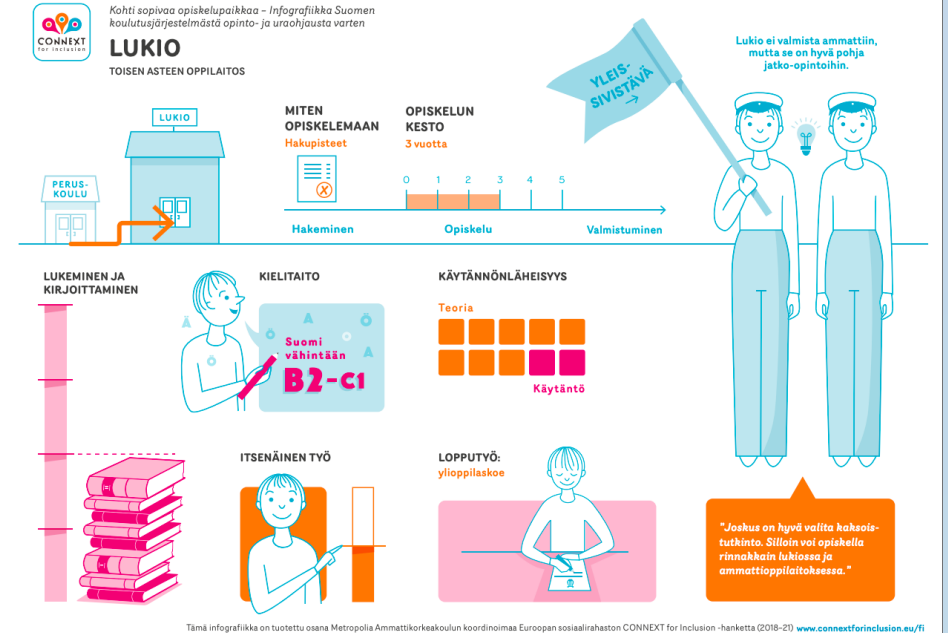 CONNEXT
for inclusion
Kohti sopivaa opiskelupaikkaa – Infografiikka Suomen
koulutusjärjestelmästä opinto- ja uraohjausta varten
LUKIO
TOISEN ASTEEN OPPILAITOS
Lukio ei valmista ammattiin,
mutta se on hyvä pohja
jatko-opintoihin.
YLEIS-
SIVISTÄVÄ
LUKIO
PERUS-
KOULU
MITEN
OPISKELEMAAN
Hakupisteet
OPISKELUN
KESTO
3 vuotta
0 1 2 3 4 5
Hakeminen
Opiskelu
Valmistuminen
LUKEMINEN JA
KIRJOITTAMINEN
KIELITAITO
Ä Ö A Ö Ö Ö A
Suomi
vähintään
B2-C1
KÄYTÄNNÖNLÄHEISYYS
Teoria
Käytäntö
ITSENÄINEN TYÖ
LOPPUTYÖ:
ylioppilaskoe
"Joskus on hyvä valita kaksois-
tutkinto. Silloin voi opiskella
rinnakkain lukiossa ja
ammattioppilaitoksessa."
Tämä infografiikka on tuotettu osana Metropolia Ammattikorkeakoulun koordinoimaa Euroopan sosiaalirahaston CONNEXT for Inclusion -hanketta (2018–21) www.connextforinclusion.eu/fi